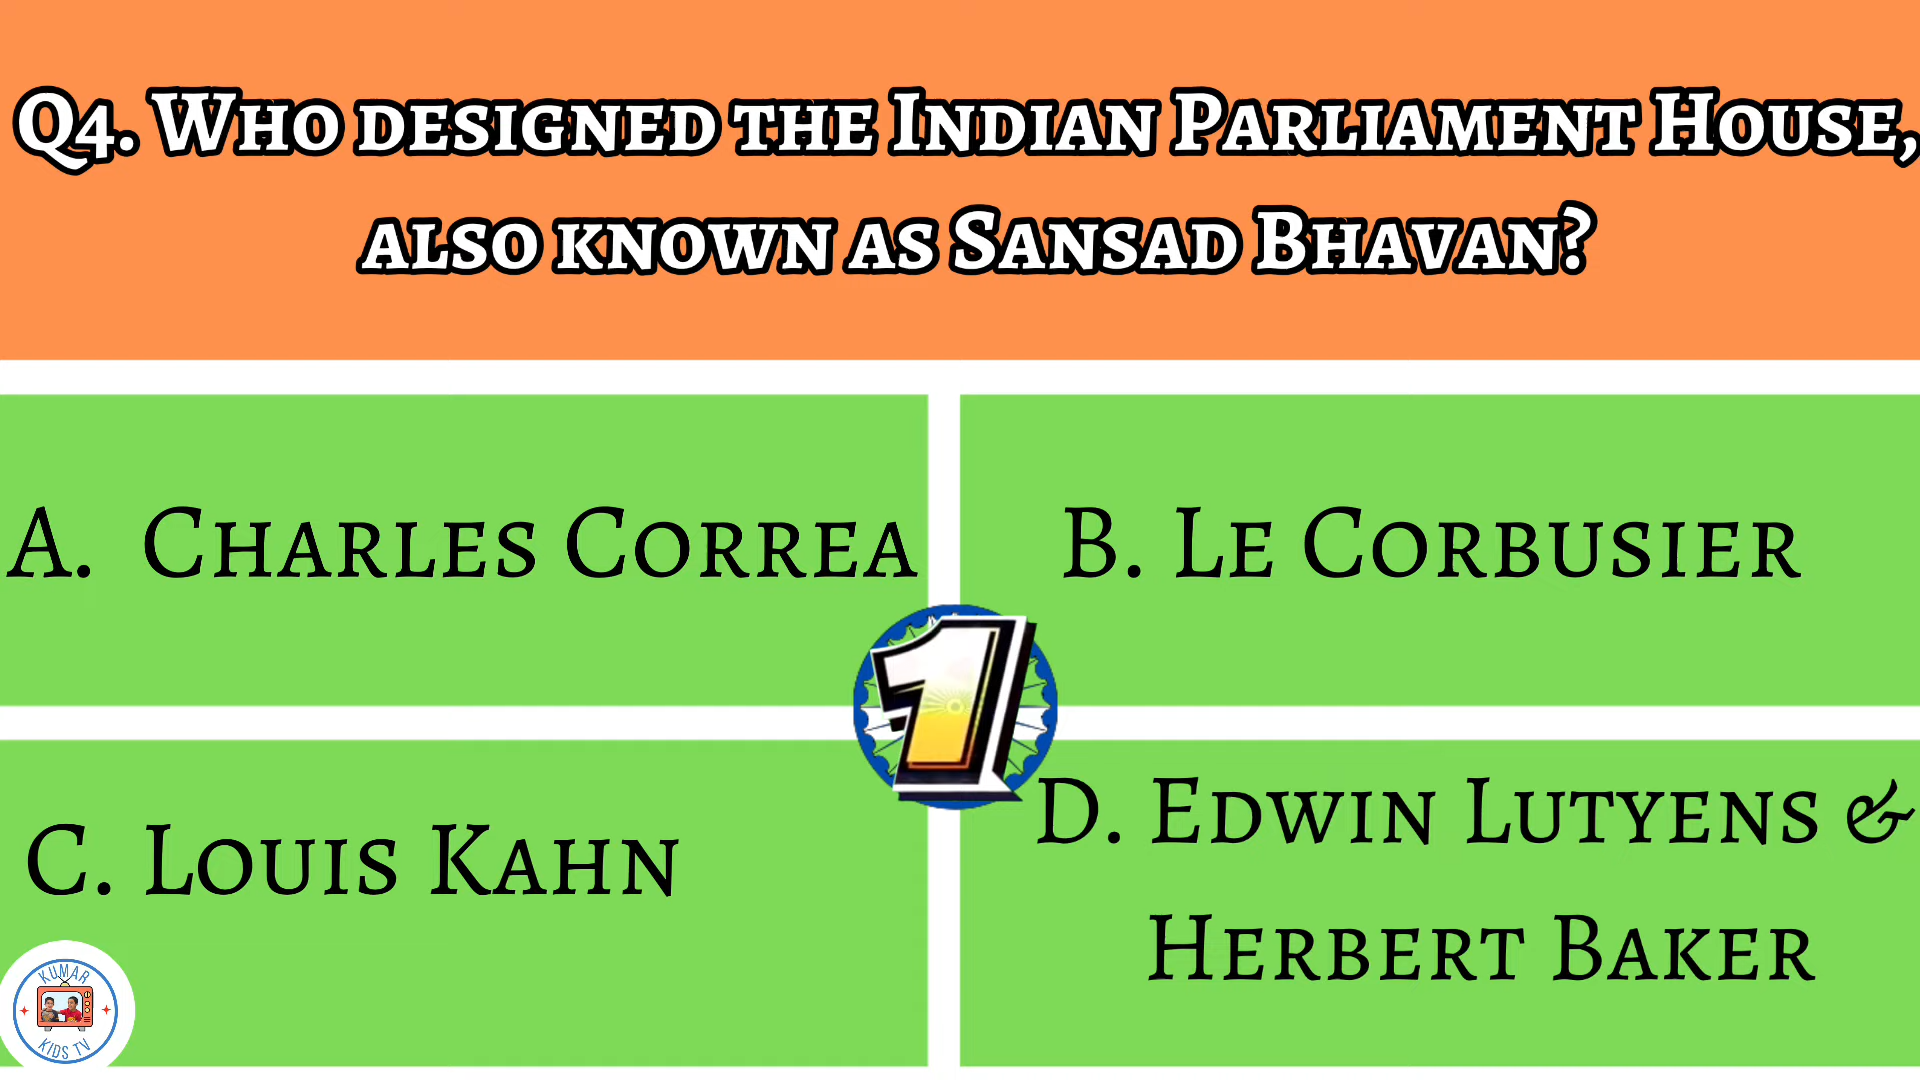 Q4. Who designed the Indian Parliament House,
also known as Sansad Bhavan?
A. Charles Correa
B. Le Corbusier
1
C. Louis Kahn
D. Edwin Lutyens &
Herbert Baker
KUMAR
KIDS TV